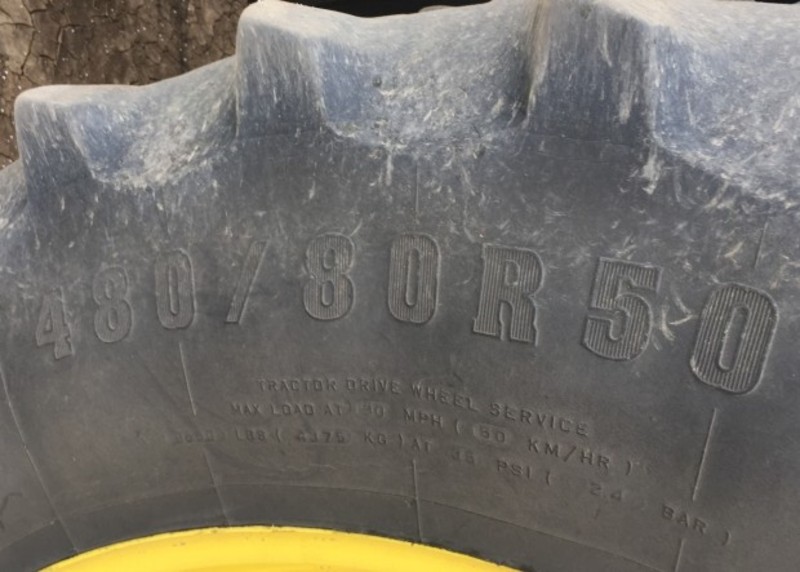 480/80R50
TRACTOR DRIVE WHEEL SERVICE
MAX LOAD AT MPH ( 50 KM/HR )
LBS ( 4375 KG ) AT 35 PSI ( 2.4 BAR )